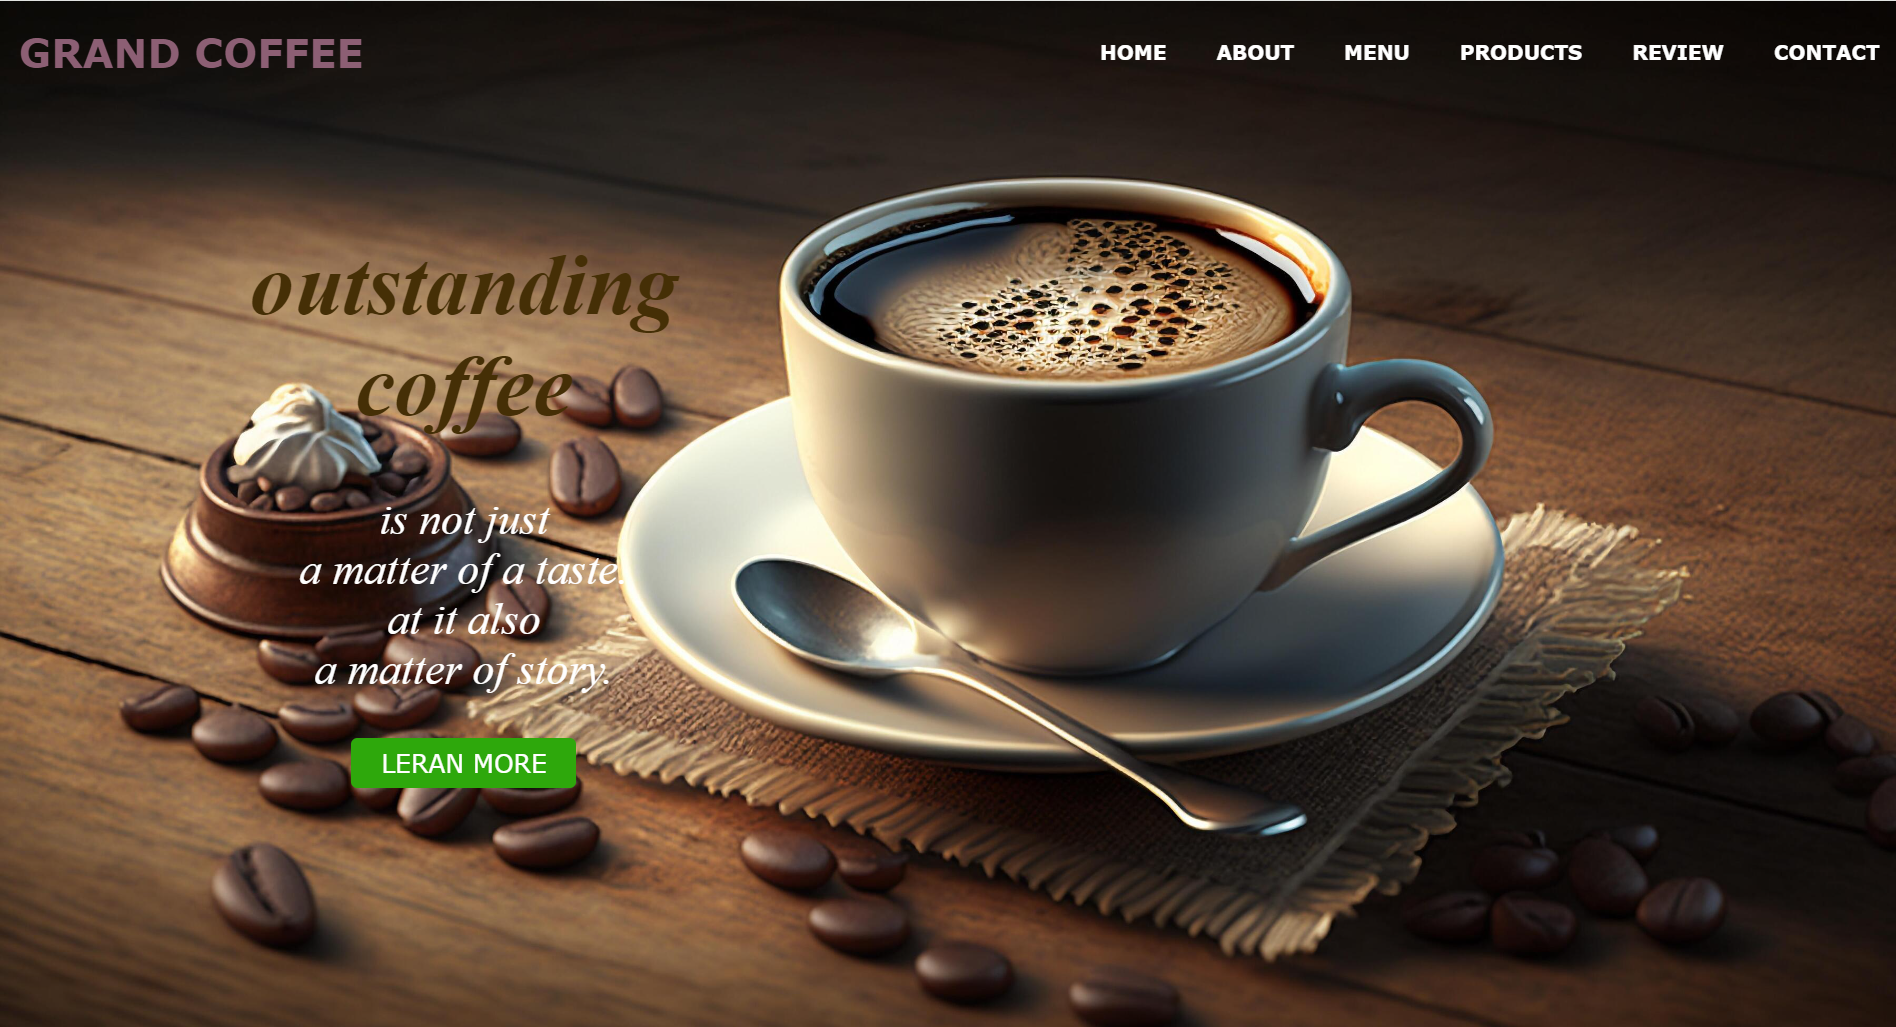 GRAND COFFEE
HOME ABOUT MENU PRODUCTS REVIEW CONTACT
outstanding
coffee
is not just
a matter of a taste.
at it also
a matter of story.
LERAN MORE